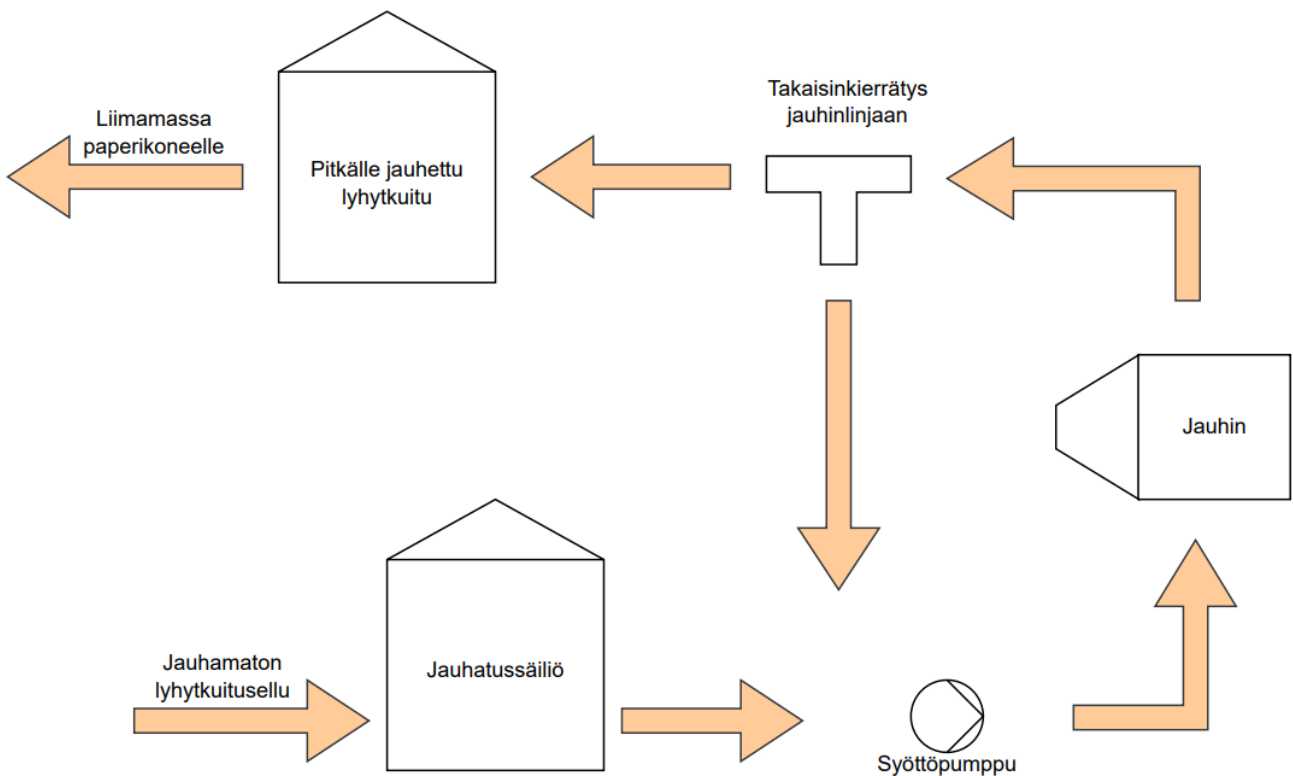 Liimamassa
paperikoneelle
Pitkälle jauhettu
lyhytkuitu
Takaisinkierrätys
jauhinlinjaan
Jauhin
Jauhamaton
lyhytkuitusellu
Jauhatussäiliö
Syöttöpumppu